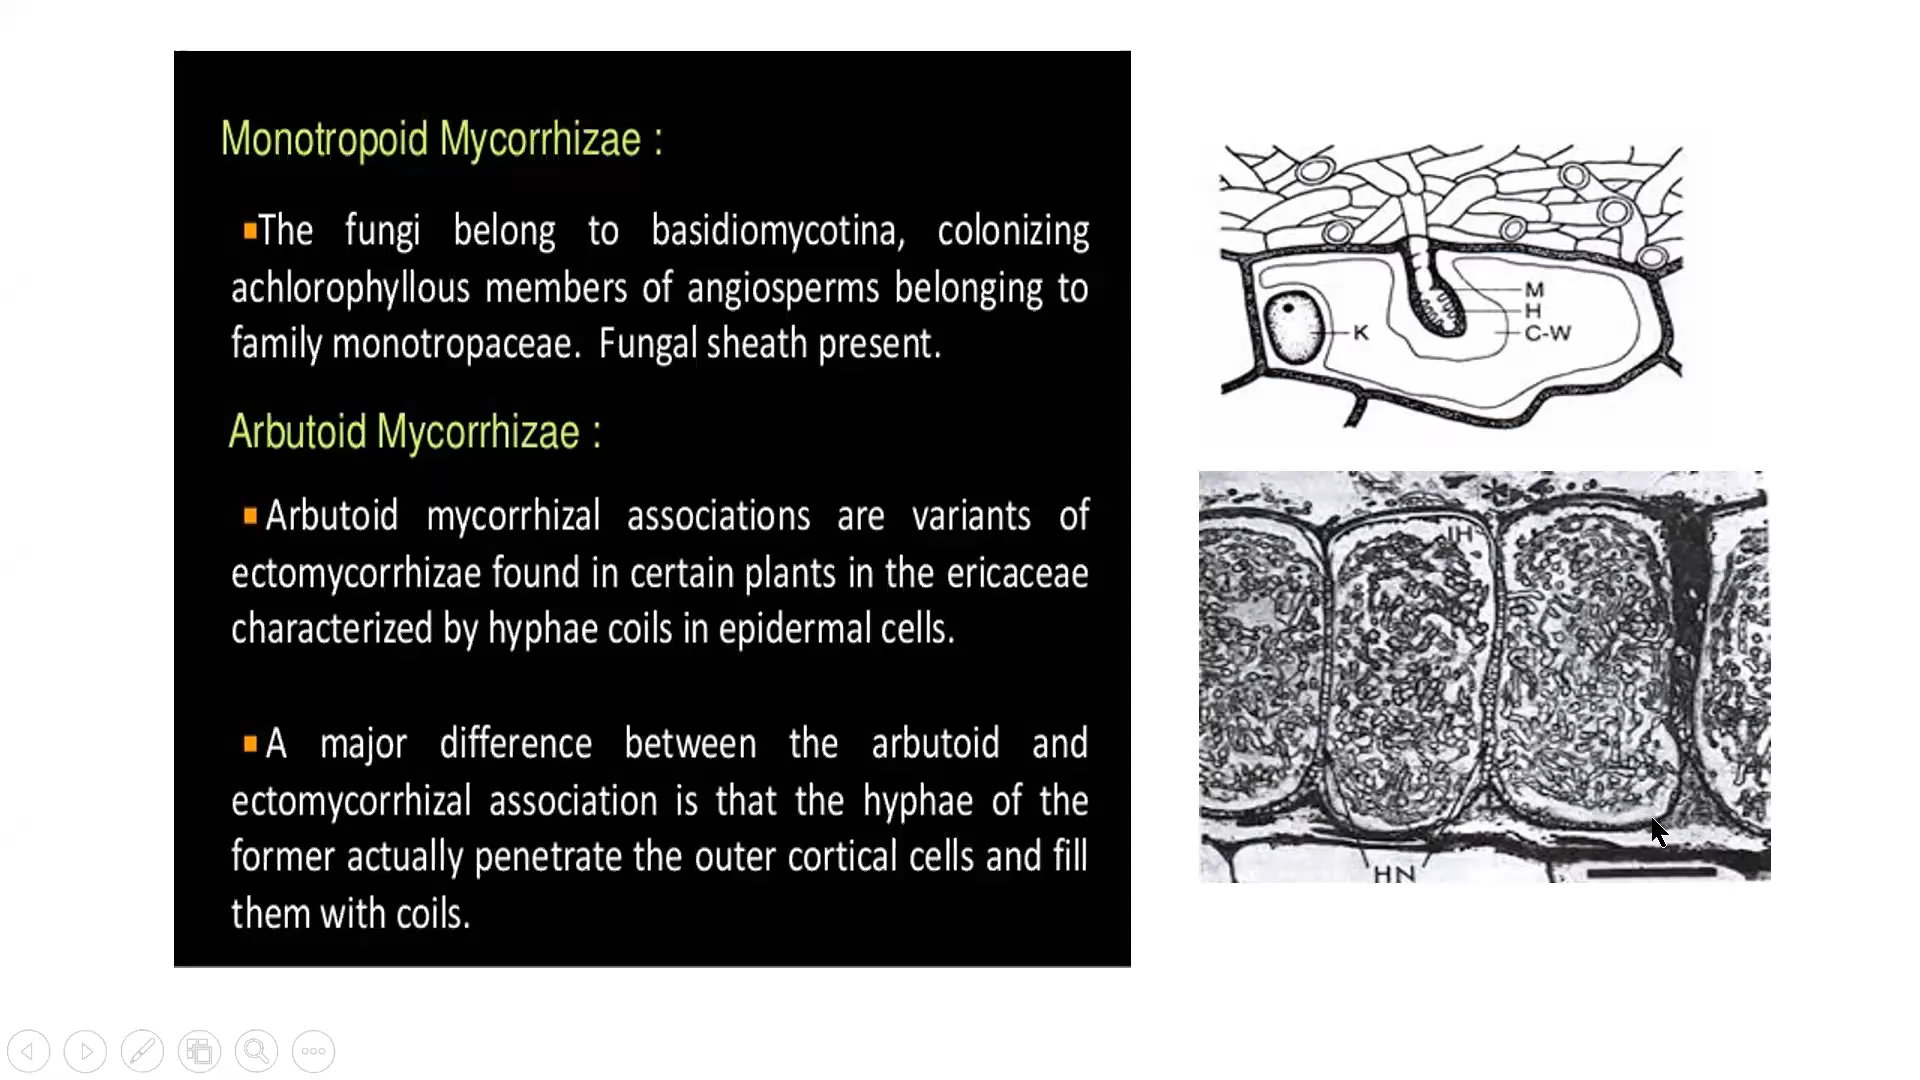 Monotropoid Mycorrhizae :
The fungi belong to basidiomycotina, colonizing
achlorophyllous members of angiosperms belonging to
family monotropaceae. Fungal sheath present.
Arbutoid Mycorrhizae :
Arbutoid mycorrhizal associations are variants of
ectomycorrhizae found in certain plants in the ericaceae
characterized by hyphae coils in epidermal cells.
A major difference between the arbutoid and
ectomycorrhizal association is that the hyphae of the
former actually penetrate the outer cortical cells and fill
them with coils.
M
H
C-W
K
IH
HN